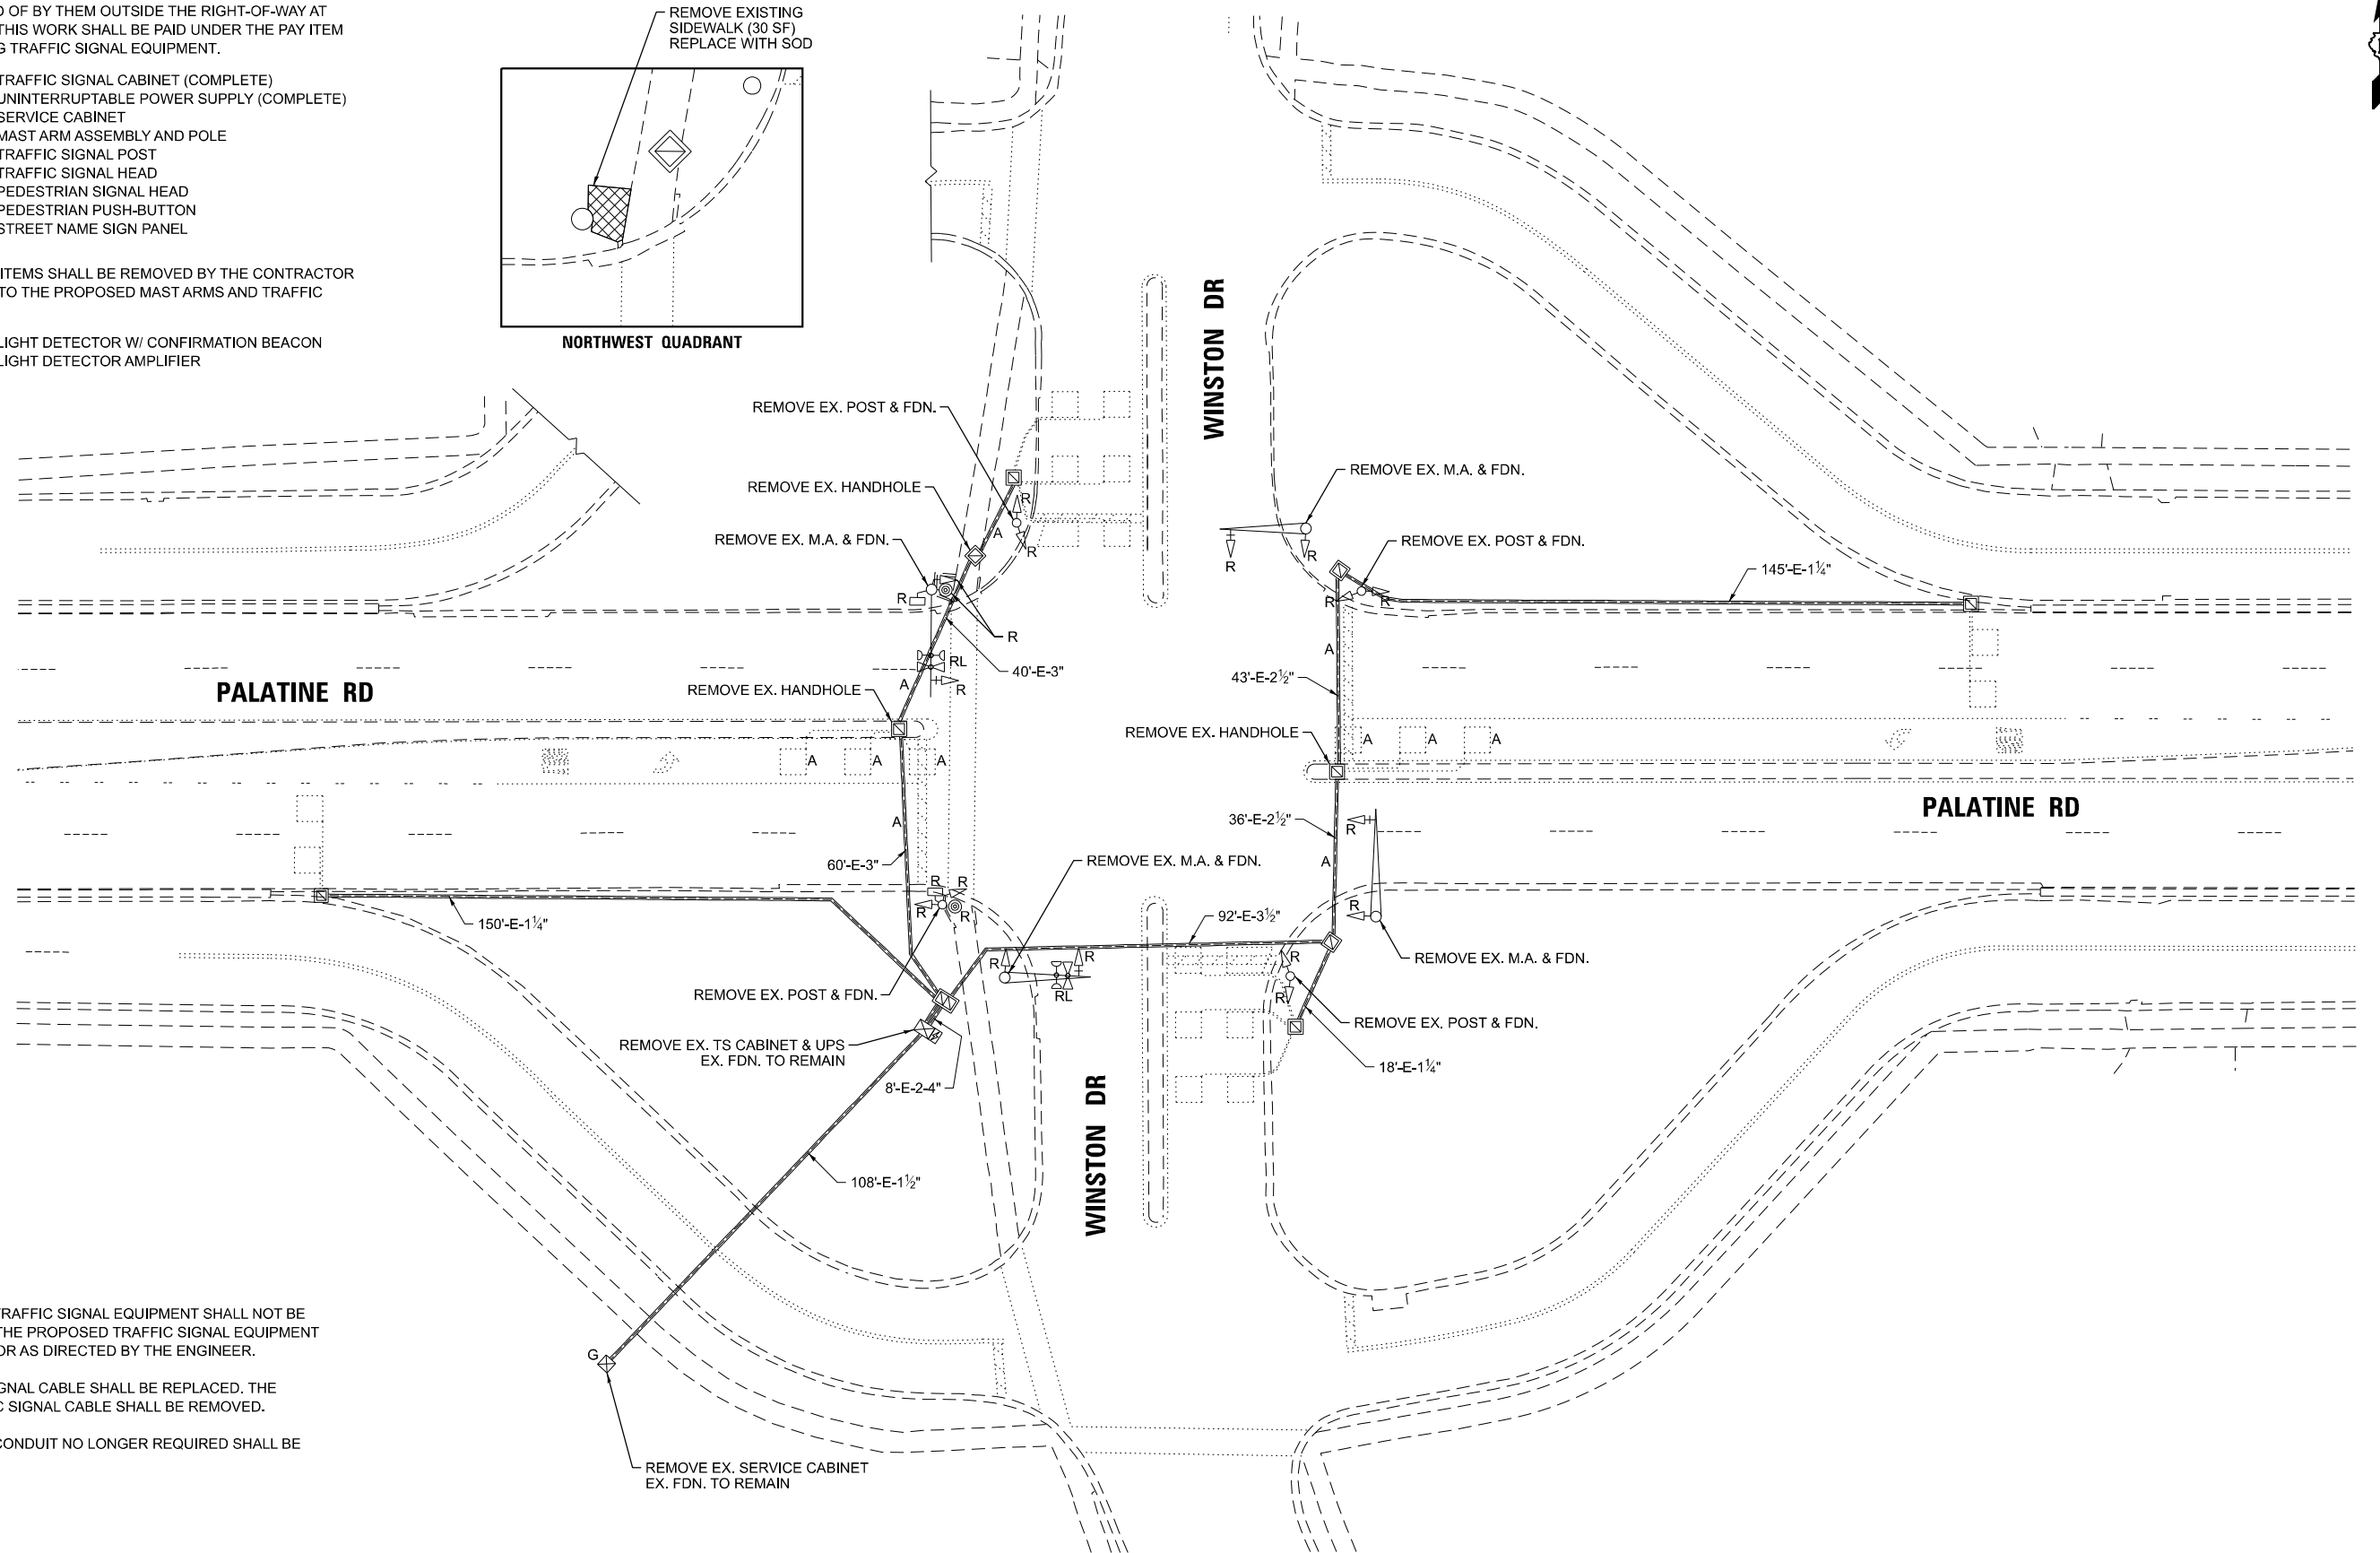 D OF BY THEM OUTSIDE THE RIGHT-OF-WAY AT
THIS WORK SHALL BE PAID UNDER THE PAY ITEM
G TRAFFIC SIGNAL EQUIPMENT.
TRAFFIC SIGNAL CABINET (COMPLETE)
UNINTERRUPTABLE POWER SUPPLY (COMPLETE)
SERVICE CABINET
MAST ARM ASSEMBLY AND POLE
TRAFFIC SIGNAL POST
TRAFFIC SIGNAL HEAD
PEDESTRIAN SIGNAL HEAD
PEDESTRIAN PUSH-BUTTON
STREET NAME SIGN PANEL
ITEMS SHALL BE REMOVED BY THE CONTRACTOR
TO THE PROPOSED MAST ARMS AND TRAFFIC
LIGHT DETECTOR W/ CONFIRMATION BEACON
LIGHT DETECTOR AMPLIFIER
REMOVE EXISTING
SIDEWALK (30 SF)
REPLACE WITH SOD
NORTHWEST QUADRANT
WINSTON DR
REMOVE EX. POST & FDN.
REMOVE EX. HANDHOLE
REMOVE EX. M.A. & FDN.
R
A
R
R
R
40'-E-3"
RL
R
A
REMOVE EX. HANDHOLE
PALATINE RD
REMOVE EX. M.A. & FDN.
R
R
REMOVE EX. POST & FDN.
R
R
145'-E-1¼"
A
43'-E-2½"
REMOVE EX. HANDHOLE
A
A
A
A
A
A
36'-E-2½"
R
A
PALATINE RD
A
60'-E-3"
R
R
R
R
150'-E-1¼"
REMOVE EX. POST & FDN.
REMOVE EX. M.A. & FDN.
R
R
RL
92'-E-3½"
R
REMOVE EX. M.A. & FDN.
R
R
REMOVE EX. POST & FDN.
18'-E-1¼"
REMOVE EX. TS CABINET & UPS
EX. FDN. TO REMAIN
8'-E-2-4"
WINSTON DR
108'-E-1½"
G
REMOVE EX. SERVICE CABINET
EX. FDN. TO REMAIN
TRAFFIC SIGNAL EQUIPMENT SHALL NOT BE
THE PROPOSED TRAFFIC SIGNAL EQUIPMENT
OR AS DIRECTED BY THE ENGINEER.
GNAL CABLE SHALL BE REPLACED. THE
C SIGNAL CABLE SHALL BE REMOVED.
CONDUIT NO LONGER REQUIRED SHALL BE